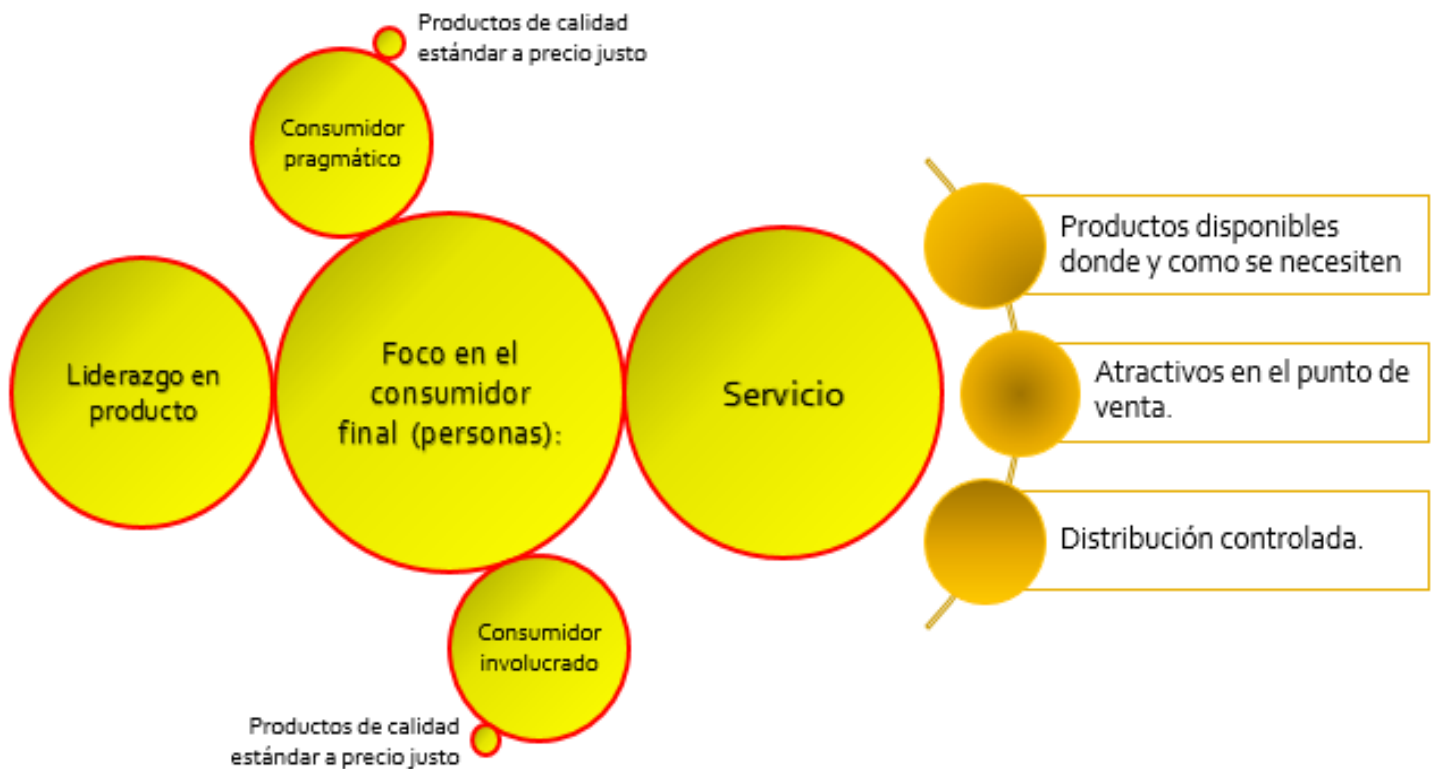 Productos de calidad
estándar a precio justo
Consumidor
pragmático
Liderazgo en
producto
Foco en el
consumidor
final (personas):
Servicio
Productos disponibles
donde y como se necesiten
Atractivos en el punto de
venta.
Distribución controlada.
Consumidor
involucrado
Productos de calidad
estándar a precio justo